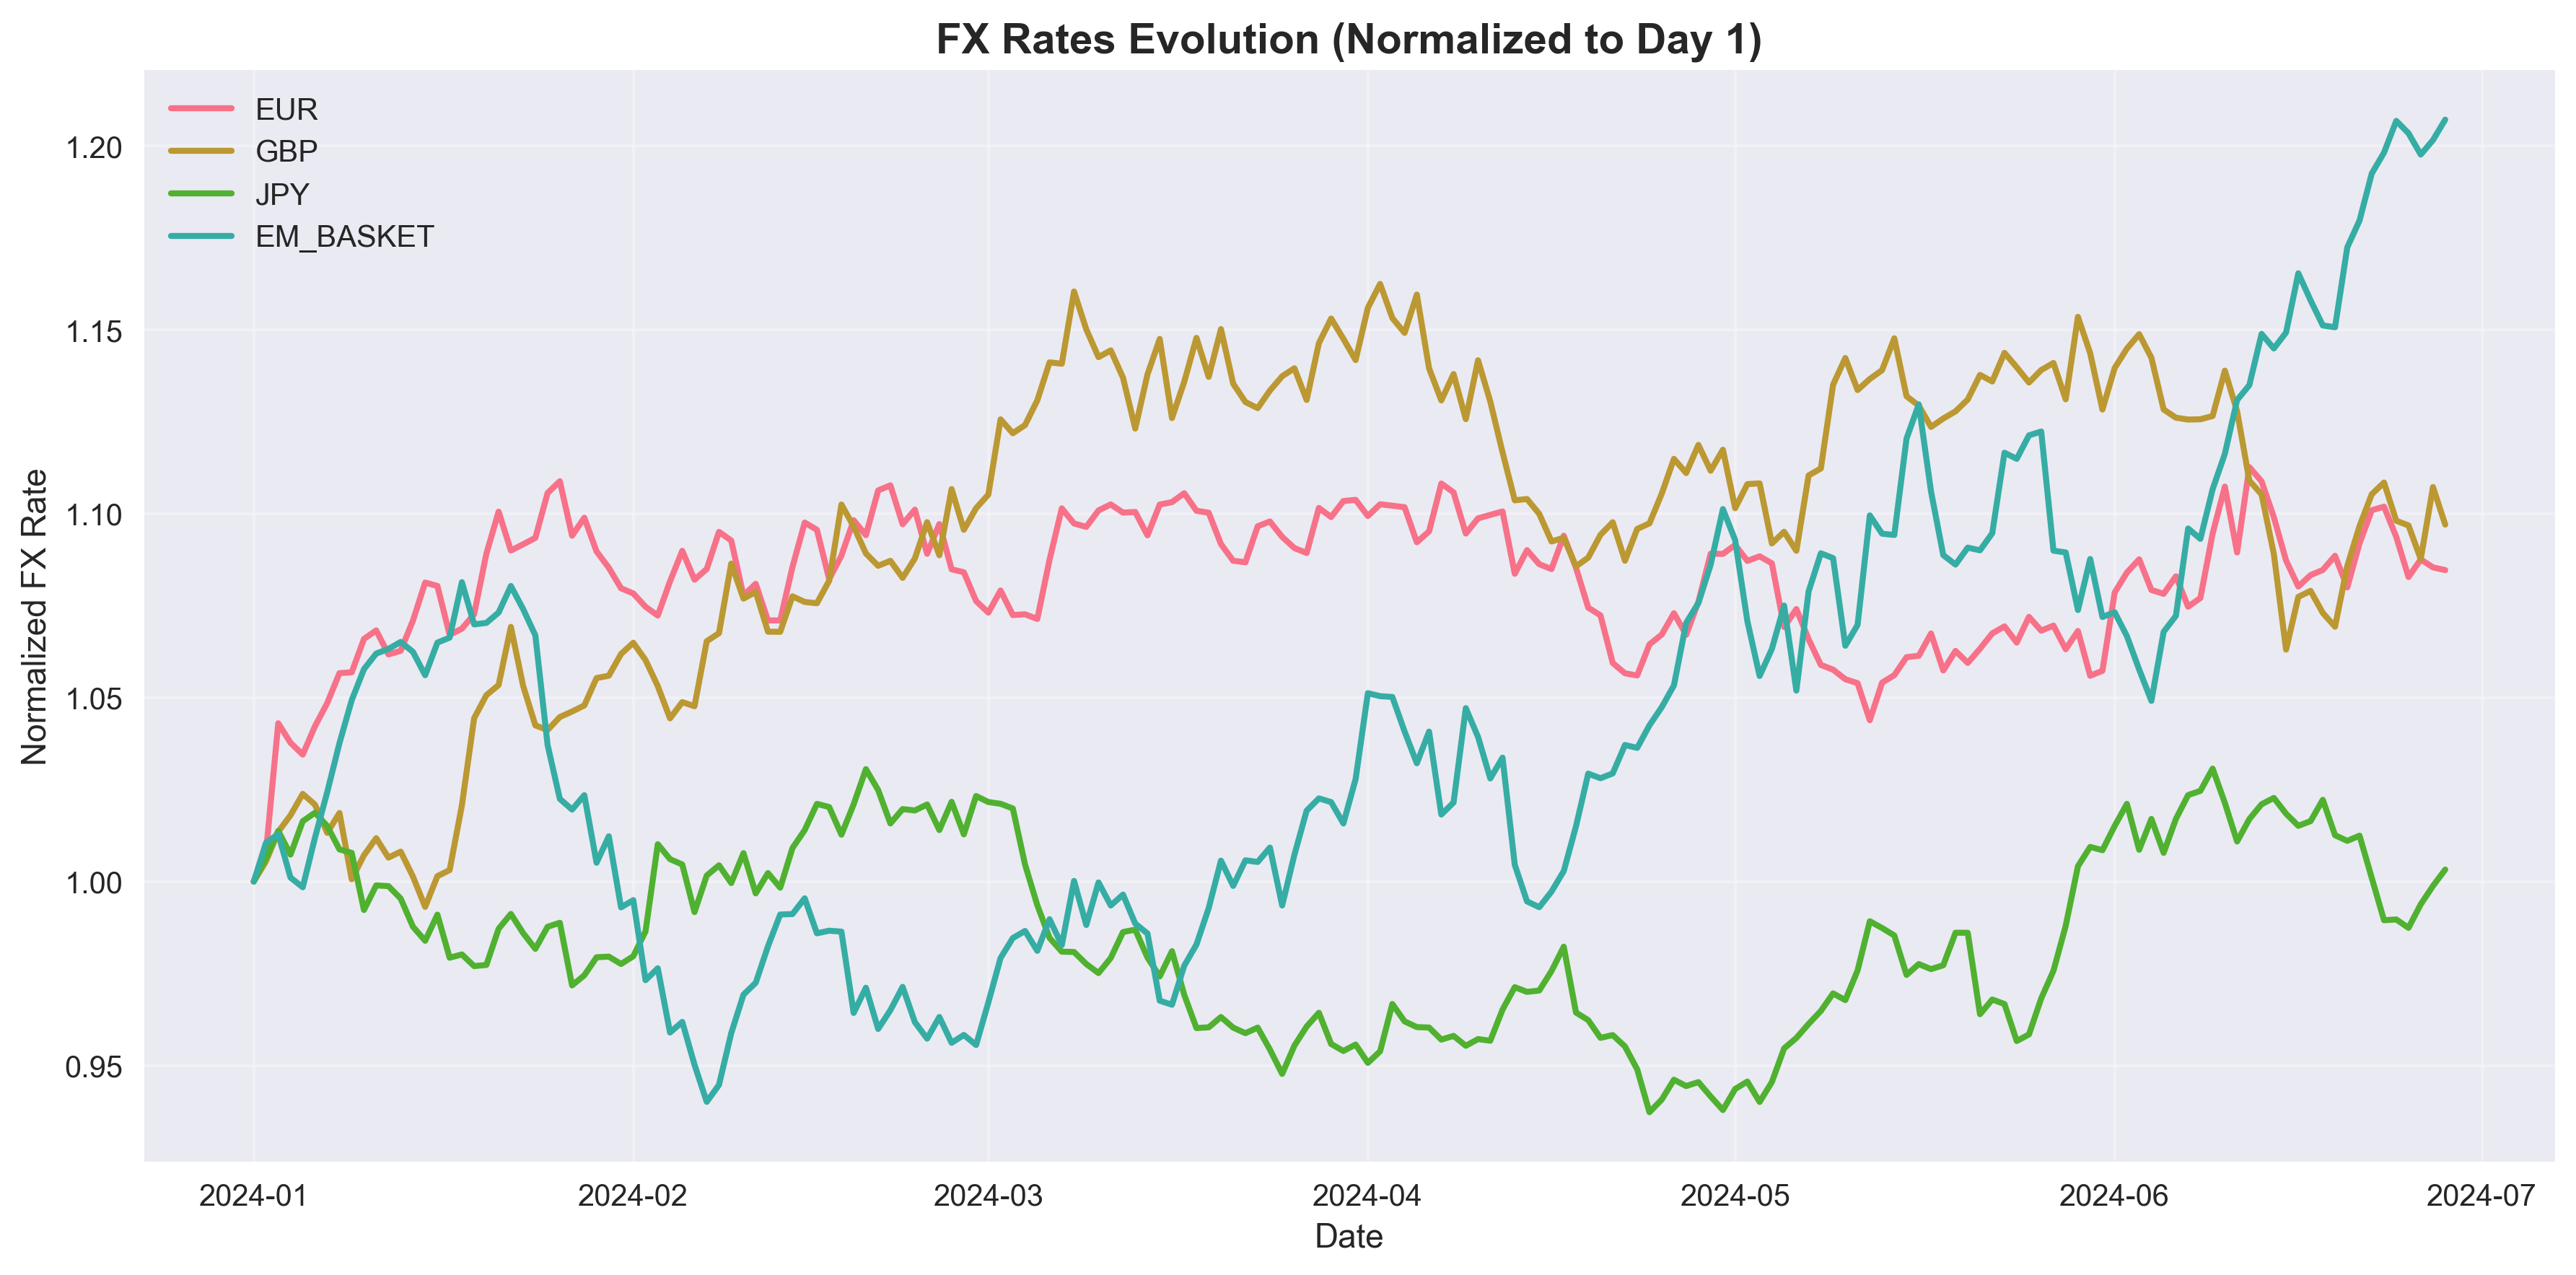 FX Rates Evolution (Normalized to Day 1)
EUR
GBP
JPY
EM_BASKET
Normalized FX Rate
1.20
1.15
1.10
1.05
1.00
0.95
2024-01
2024-02
2024-03
2024-04
2024-05
2024-06
2024-07
Date